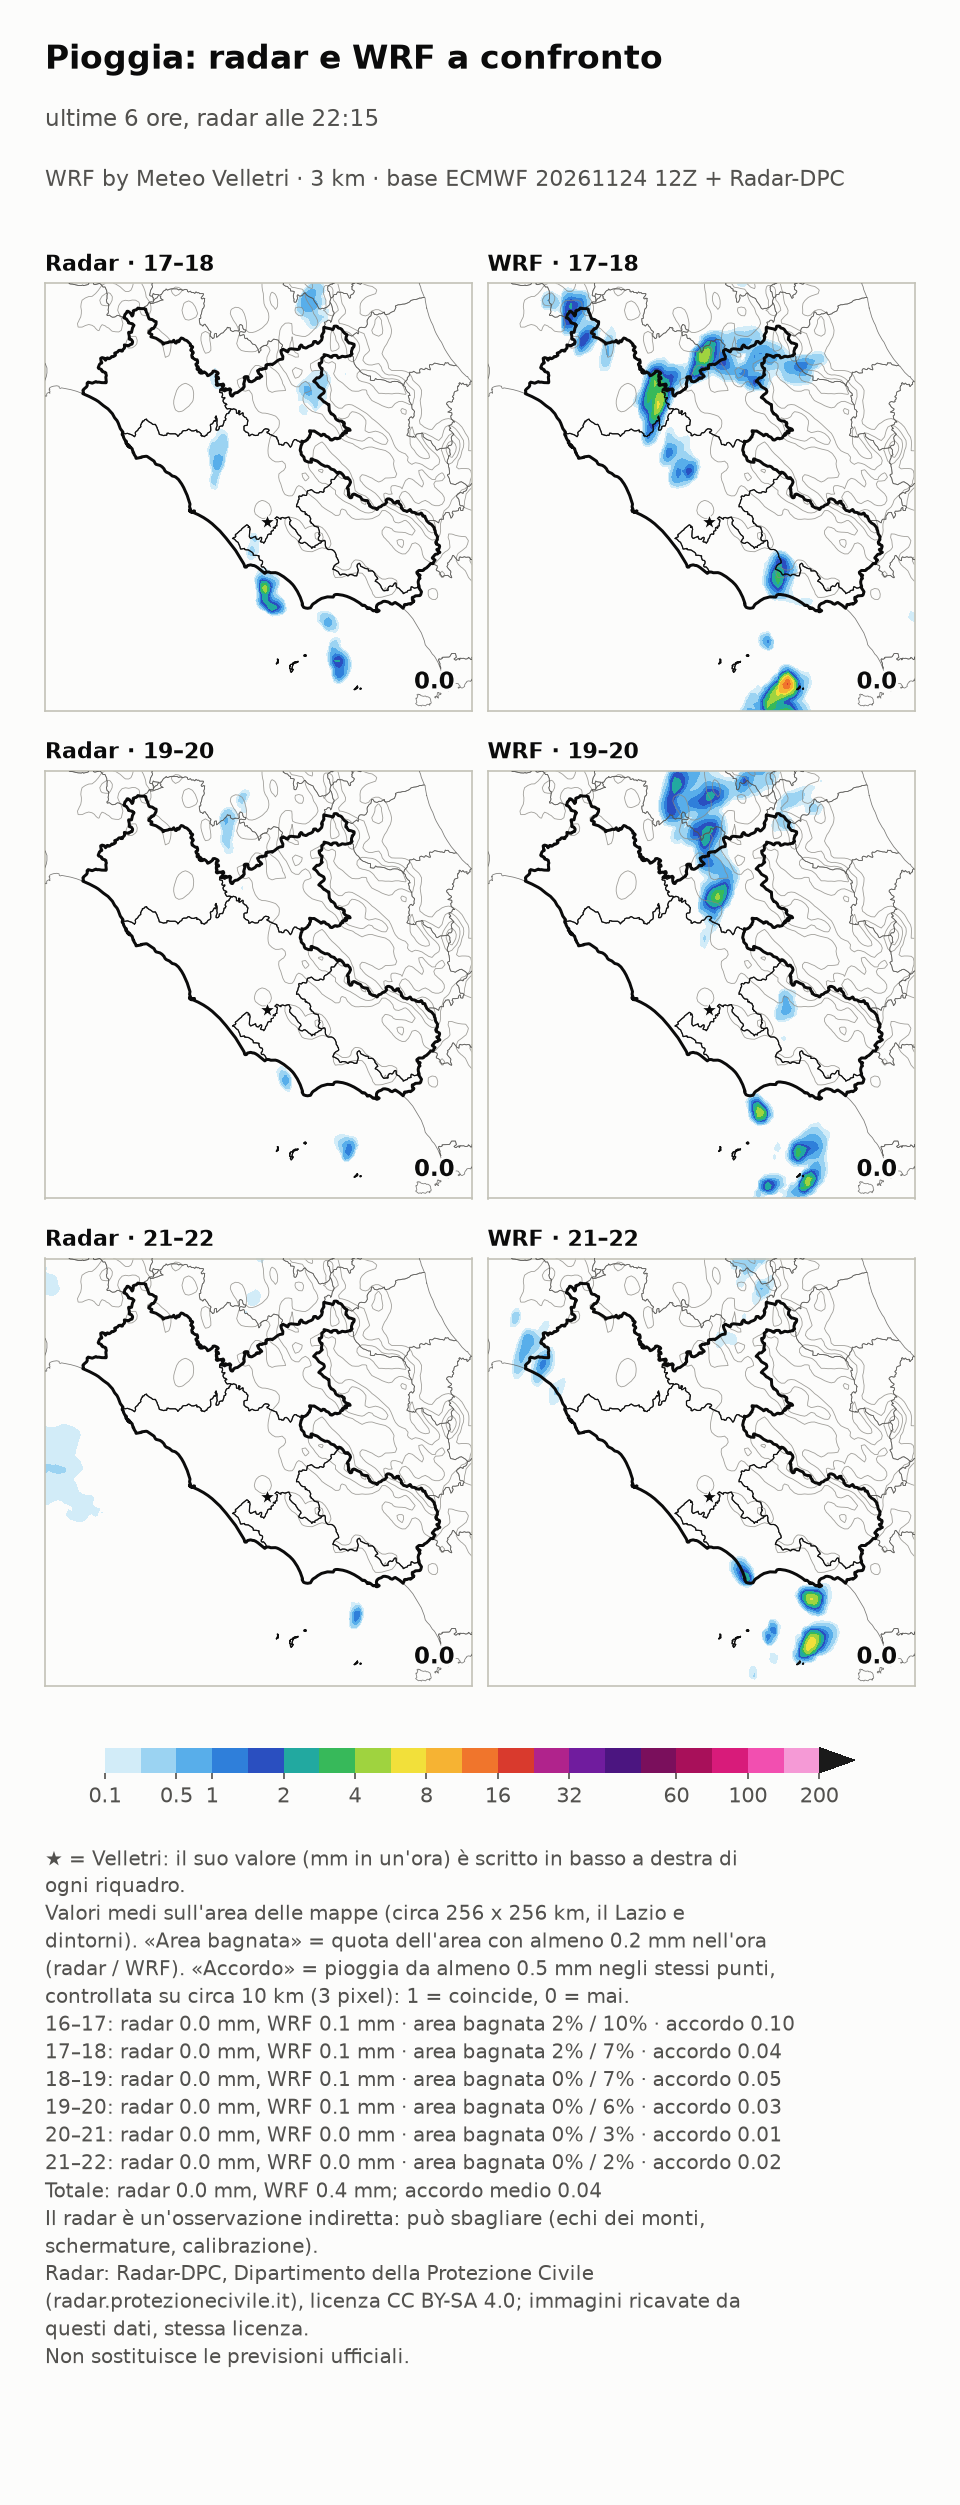 Pioggia: radar e WRF a confronto
ultime 6 ore, radar alle 22:15
WRF by Meteo Velletri · 3 km · base ECMWF 20261124 12Z + Radar-DPC
Radar · 17–18
WRF · 17–18
0.0
0.0
Radar · 19–20
WRF · 19–20
0.0
0.0
Radar · 21–22
WRF · 21–22
0.0
0.0
0.1 0.5 1 2 4 8 16 32 60 100 200
★ = Velletri: il suo valore (mm in un'ora) è scritto in basso a destra di
ogni riquadro.
Valori medi sull'area delle mappe (circa 256 x 256 km, il Lazio e
dintorni). «Area bagnata» = quota dell'area con almeno 0.2 mm nell'ora
(radar / WRF). «Accordo» = pioggia da almeno 0.5 mm negli stessi punti,
controllata su circa 10 km (3 pixel): 1 = coincide, 0 = mai.
16–17: radar 0.0 mm, WRF 0.1 mm · area bagnata 2% / 10% · accordo 0.10
17–18: radar 0.0 mm, WRF 0.1 mm · area bagnata 2% / 7% · accordo 0.04
18–19: radar 0.0 mm, WRF 0.1 mm · area bagnata 0% / 7% · accordo 0.05
19–20: radar 0.0 mm, WRF 0.1 mm · area bagnata 0% / 6% · accordo 0.03
20–21: radar 0.0 mm, WRF 0.0 mm · area bagnata 0% / 3% · accordo 0.01
21–22: radar 0.0 mm, WRF 0.0 mm · area bagnata 0% / 2% · accordo 0.02
Totale: radar 0.0 mm, WRF 0.4 mm; accordo medio 0.04
Il radar è un'osservazione indiretta: può sbagliare (echi dei monti,
schermature, calibrazione).
Radar: Radar-DPC, Dipartimento della Protezione Civile
(radar.protezionecivile.it), licenza CC BY-SA 4.0; immagini ricavate da
questi dati, stessa licenza.
Non sostituisce le previsioni ufficiali.